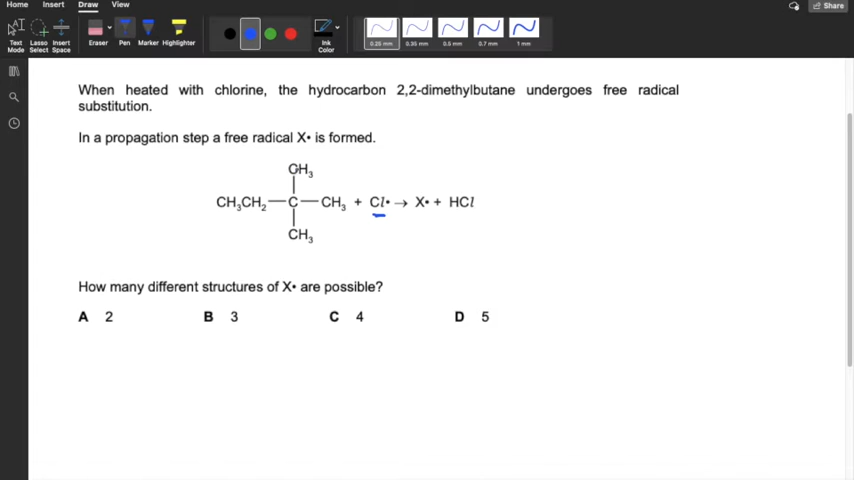 Home Insert Draw View
Share
Text Mode
Lasso Select
Insert Space
Eraser
Pen
Marker
Highlighter
Ink Color
0.25 mm
0.35 mm
0.5 mm
0.7 mm
1 mm
When heated with chlorine, the hydrocarbon 2,2-dimethylbutane undergoes free radical
substitution.
In a propagation step a free radical X• is formed.
CH₃
CH₃CH₂—C—CH₃ + Cl• → X• + HCl
CH₃
How many different structures of X• are possible?
A 2 B 3 C 4 D 5